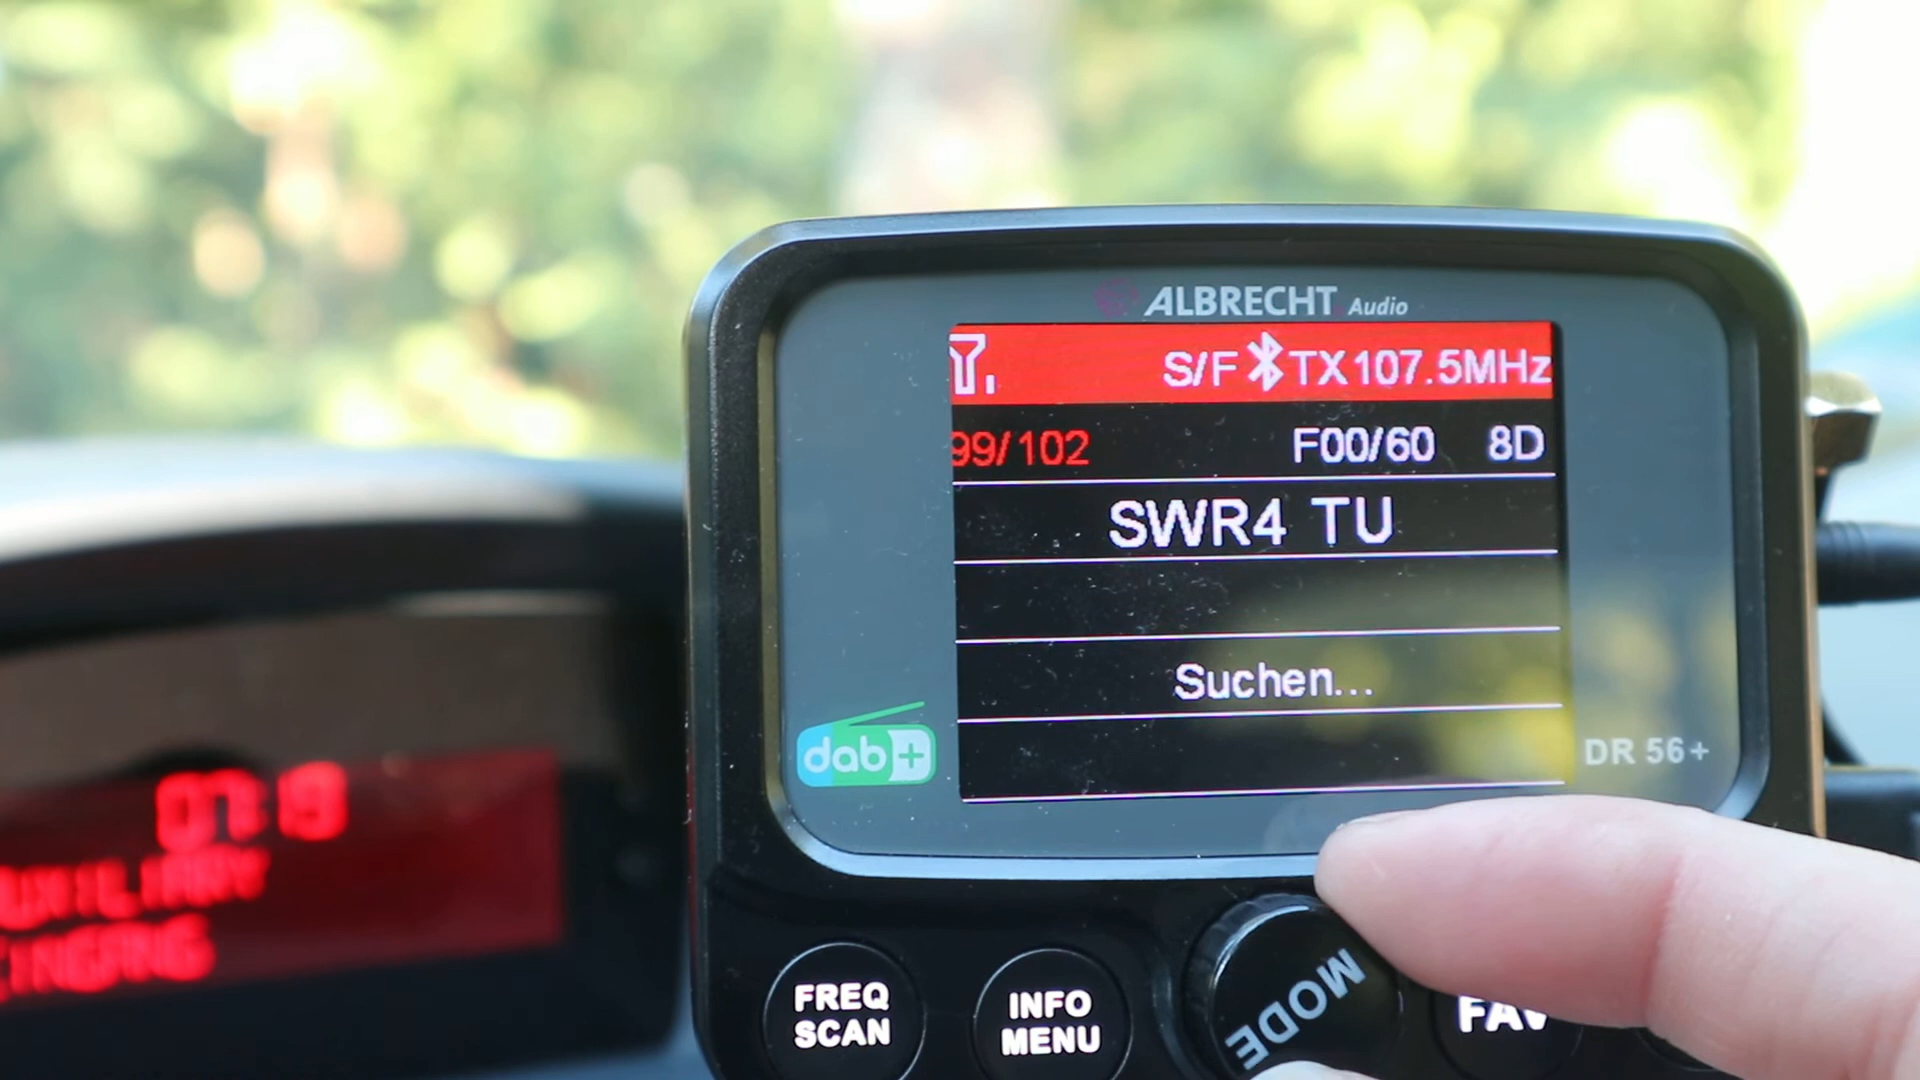 ALBRECHT Audio
S/F TX107.5MHz
99/102 F00/60 8D
SWR4 TU
Suchen...
dab+
DR 56+
FREQ SCAN
INFO MENU
MODE
FAV
EINGANG